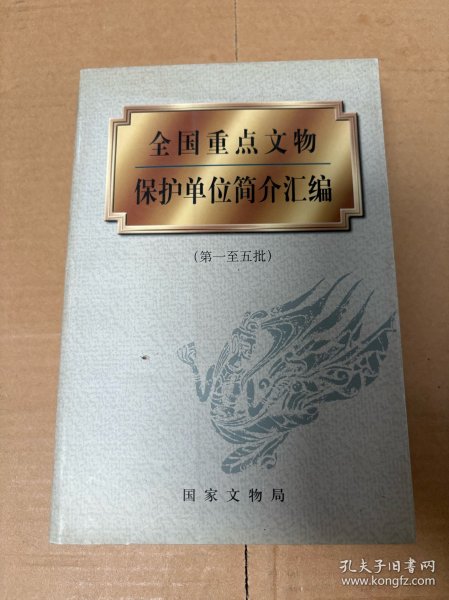 全国重点文物
保护单位简介汇编
(第一至五批)
国家文物局
孔夫子旧书网
www.kongfz.com